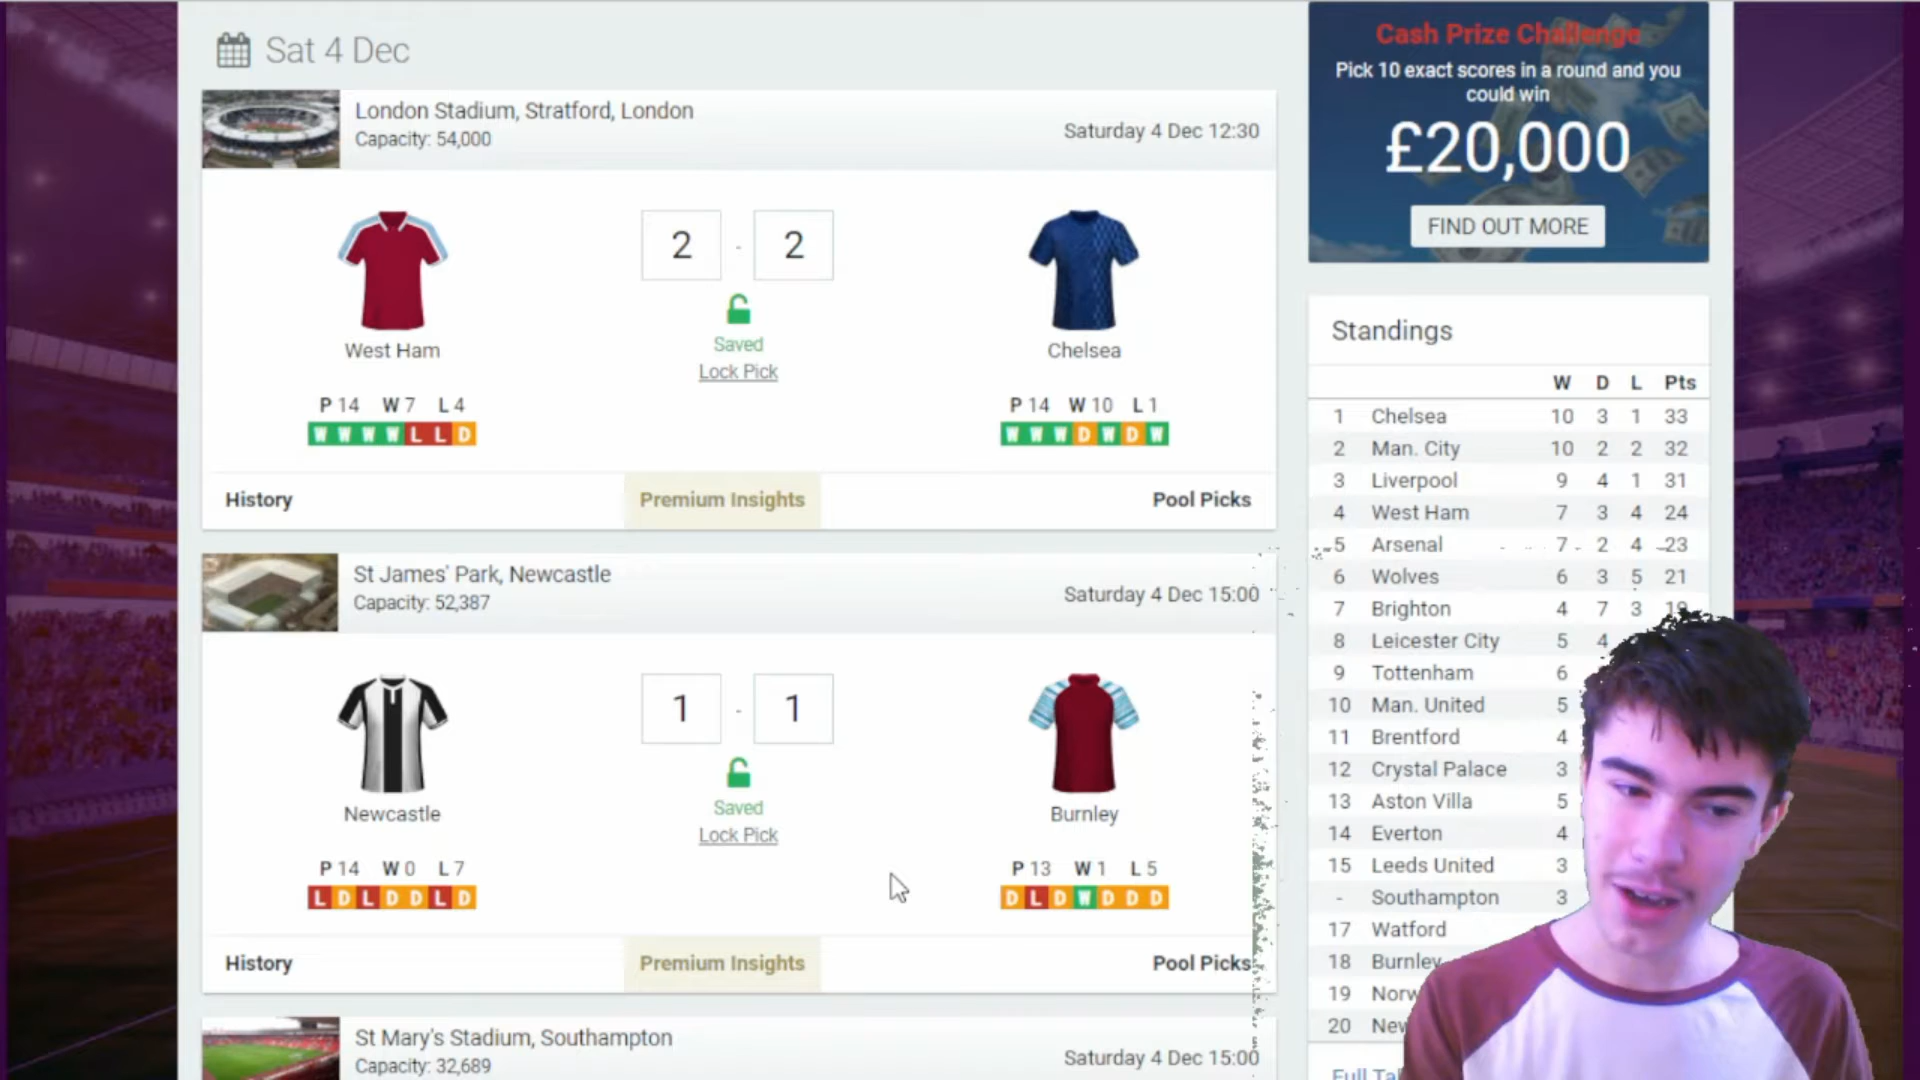 Sat 4 Dec
London Stadium, Stratford, London
Capacity: 54,000
Saturday 4 Dec 12:30
2 - 2
Saved
Lock Pick
West Ham
Chelsea
P 14 W 7 L 4
W W W W L L D
P 14 W 10 L 1
W W W D W D W
History
Premium Insights
Pool Picks
St James' Park, Newcastle
Capacity: 52,387
Saturday 4 Dec 15:00
1 - 1
Saved
Lock Pick
Newcastle
Burnley
P 14 W 0 L 7
L D L D D L D
P 13 W 1 L 5
D L D W D D D
History
Premium Insights
Pool Picks
St Mary's Stadium, Southampton
Capacity: 32,689
Saturday 4 Dec 15:00
Cash Prize Challenge
Pick 10 exact scores in a round and you
could win
£20,000
FIND OUT MORE
Standings
W D L Pts
1 Chelsea 10 3 1 33
2 Man. City 10 2 2 32
3 Liverpool 9 4 1 31
4 West Ham 7 3 4 24
5 Arsenal 7 2 4 23
6 Wolves 6 3 5 21
7 Brighton 4 7 3 19
8 Leicester City 5 4
9 Tottenham 6
10 Man. United 5
11 Brentford 4
12 Crystal Palace 3
13 Aston Villa 5
14 Everton 4
15 Leeds United 3
- Southampton 3
17 Watford
18 Burnley
19 Norw
20 New
Full Ta